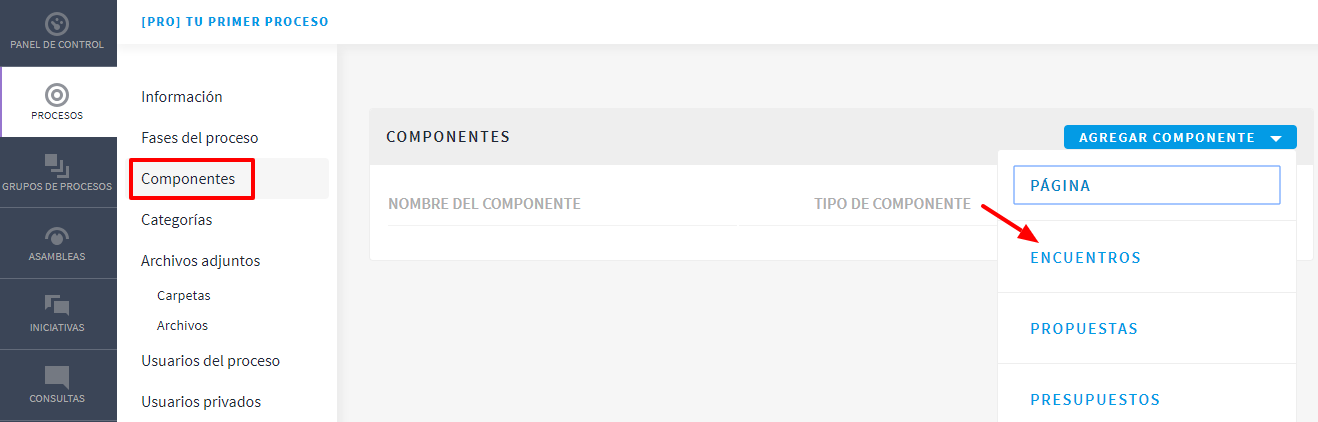 PANEL DE CONTROL
PROCESOS
GRUPOS DE PROCESOS
ASAMBLEAS
INICIATIVAS
CONSULTAS
[PRO] TU PRIMER PROCESO
Información
Fases del proceso
Componentes
Categorías
Archivos adjuntos
Carpetas
Archivos
Usuarios del proceso
Usuarios privados
COMPONENTES
AGREGAR COMPONENTE
NOMBRE DEL COMPONENTE
TIPO DE COMPONENTE
PÁGINA
ENCUENTROS
PROPUESTAS
PRESUPUESTOS